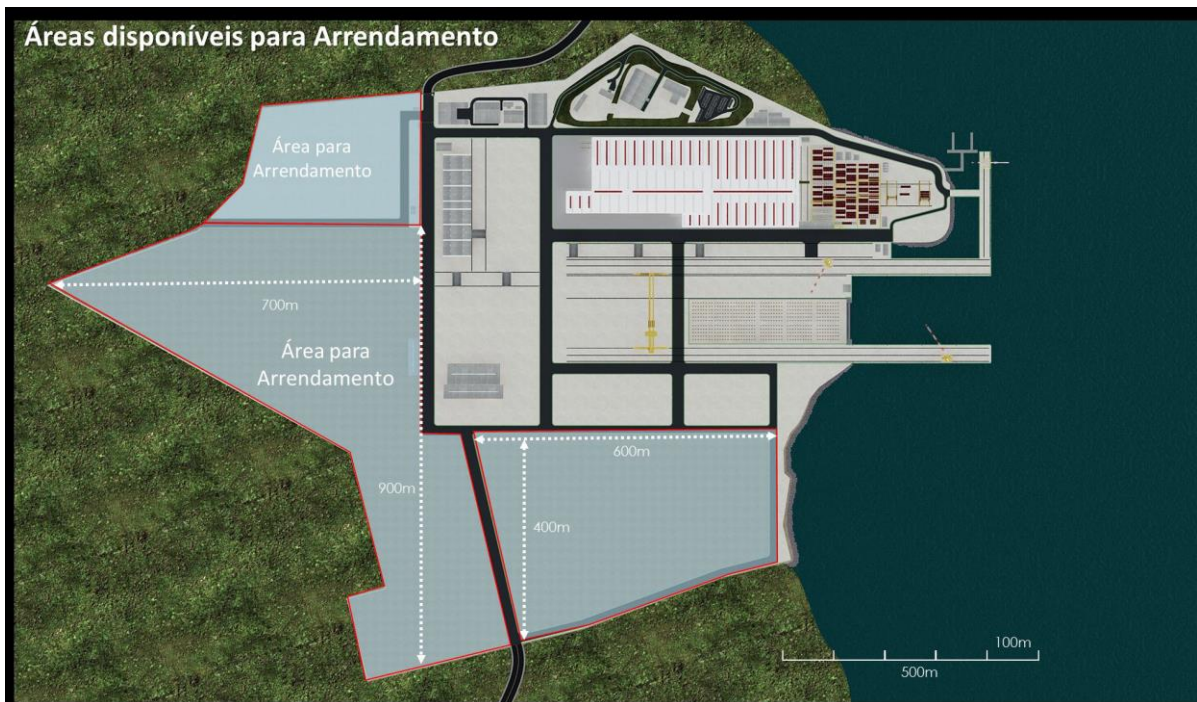 Áreas disponíveis para Arrendamento
Área para
Arrendamento
700m
Área para
Arrendamento
900m
600m
400m
100m
500m